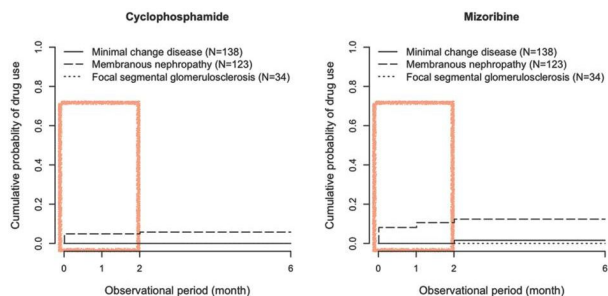 Cyclophosphamide
Minimal change disease (N=138)
Membranous nephropathy (N=123)
Focal segmental glomerulosclerosis (N=34)
Cumulative probablity of drug use
1.0
0.8
0.6
0.4
0.2
0.0
0 1 2 6
Observational period (month)
Mizoribine
Minimal change disease (N=138)
Membranous nephropathy (N=123)
Focal segmental glomerulosclerosis (N=34)
Cumulative probablity of drug use
1.0
0.8
0.6
0.4
0.2
0.0
0 1 2 6
Observational period (month)